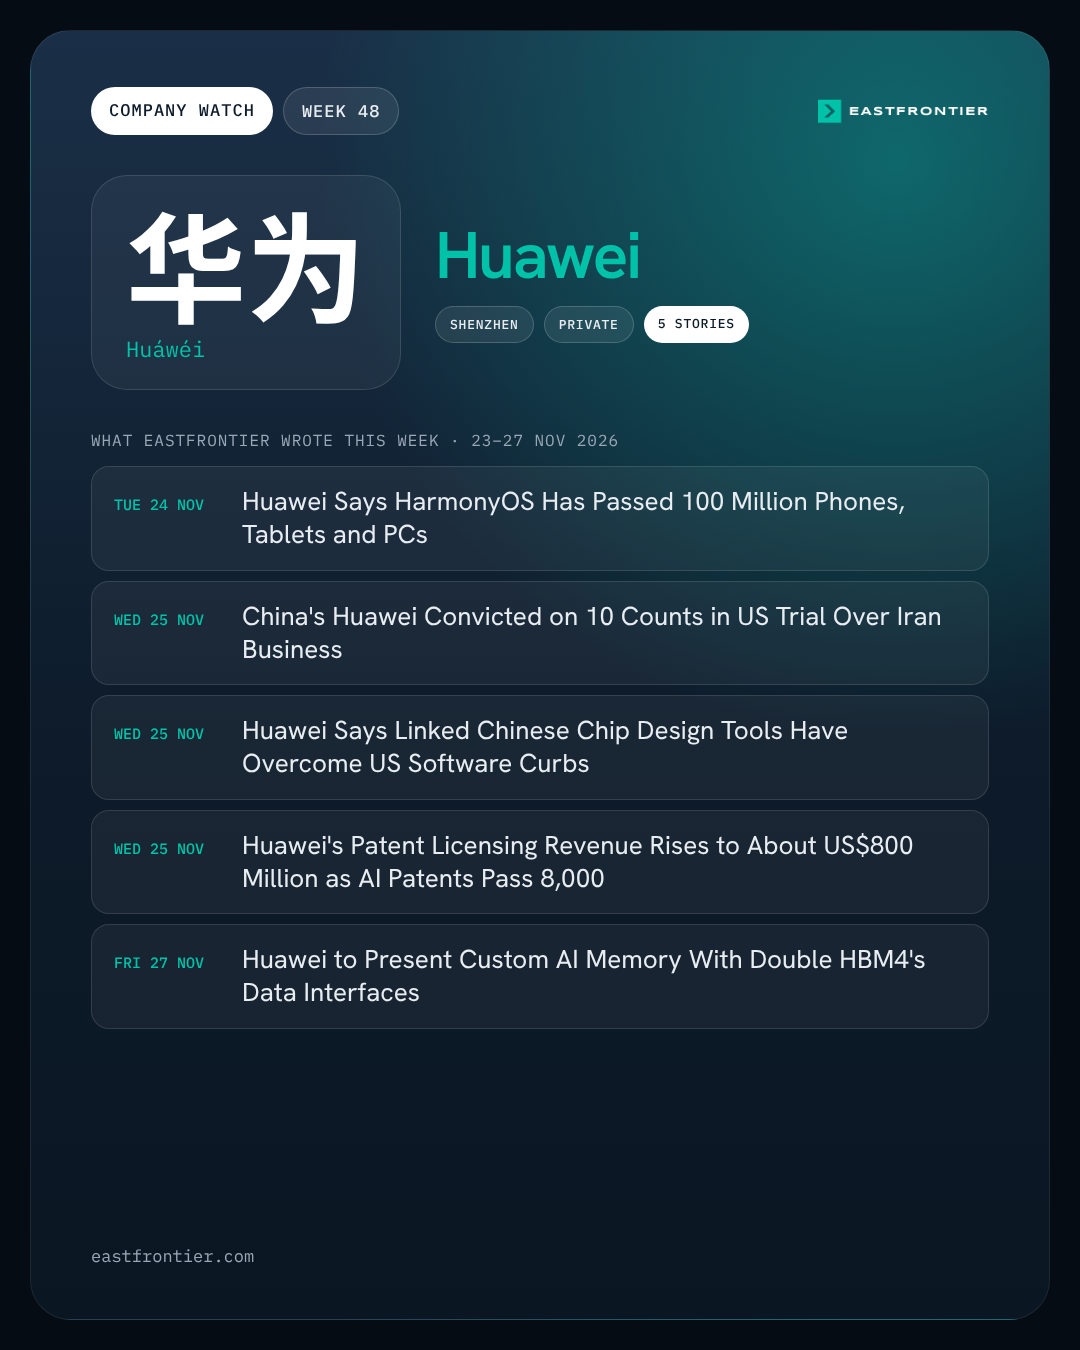 COMPANY WATCH
WEEK 48
EASTFRONTIER
华为
Huáwéi
Huawei
SHENZHEN
PRIVATE
5 STORIES
WHAT EASTFRONTIER WROTE THIS WEEK · 23–27 NOV 2026
TUE 24 NOV
Huawei Says HarmonyOS Has Passed 100 Million Phones,
Tablets and PCs
WED 25 NOV
China's Huawei Convicted on 10 Counts in US Trial Over Iran
Business
WED 25 NOV
Huawei Says Linked Chinese Chip Design Tools Have
Overcome US Software Curbs
WED 25 NOV
Huawei's Patent Licensing Revenue Rises to About US$800
Million as AI Patents Pass 8,000
FRI 27 NOV
Huawei to Present Custom AI Memory With Double HBM4's
Data Interfaces
eastfrontier.com